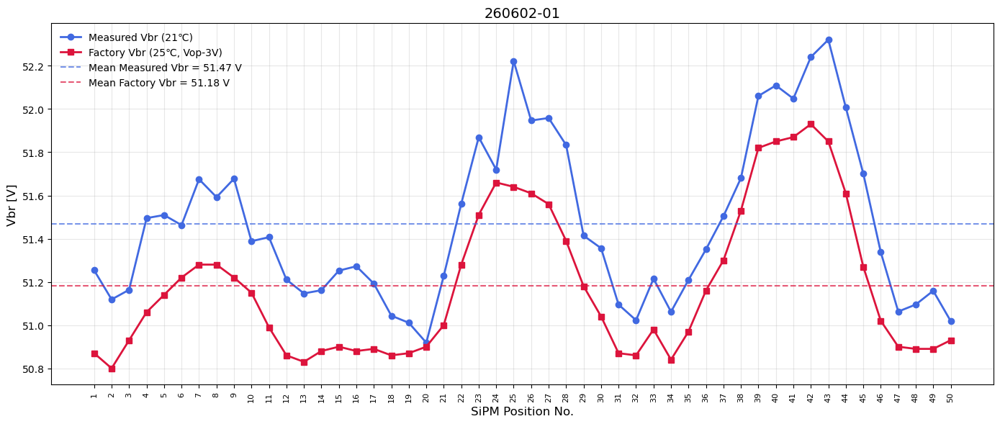 260602-01
Measured Vbr (21℃)
Factory Vbr (25℃, Vop-3V)
Mean Measured Vbr = 51.47 V
Mean Factory Vbr = 51.18 V
Vbr [V]
52.2
52.0
51.8
51.6
51.4
51.2
51.0
50.8
1 2 3 4 5 6 7 8 9 10 11 12 13 14 15 16 17 18 19 20 21 22 23 24 25 26 27 28 29 30 31 32 33 34 35 36 37 38 39 40 41 42 43 44 45 46 47 48 49 50
SiPM Position No.